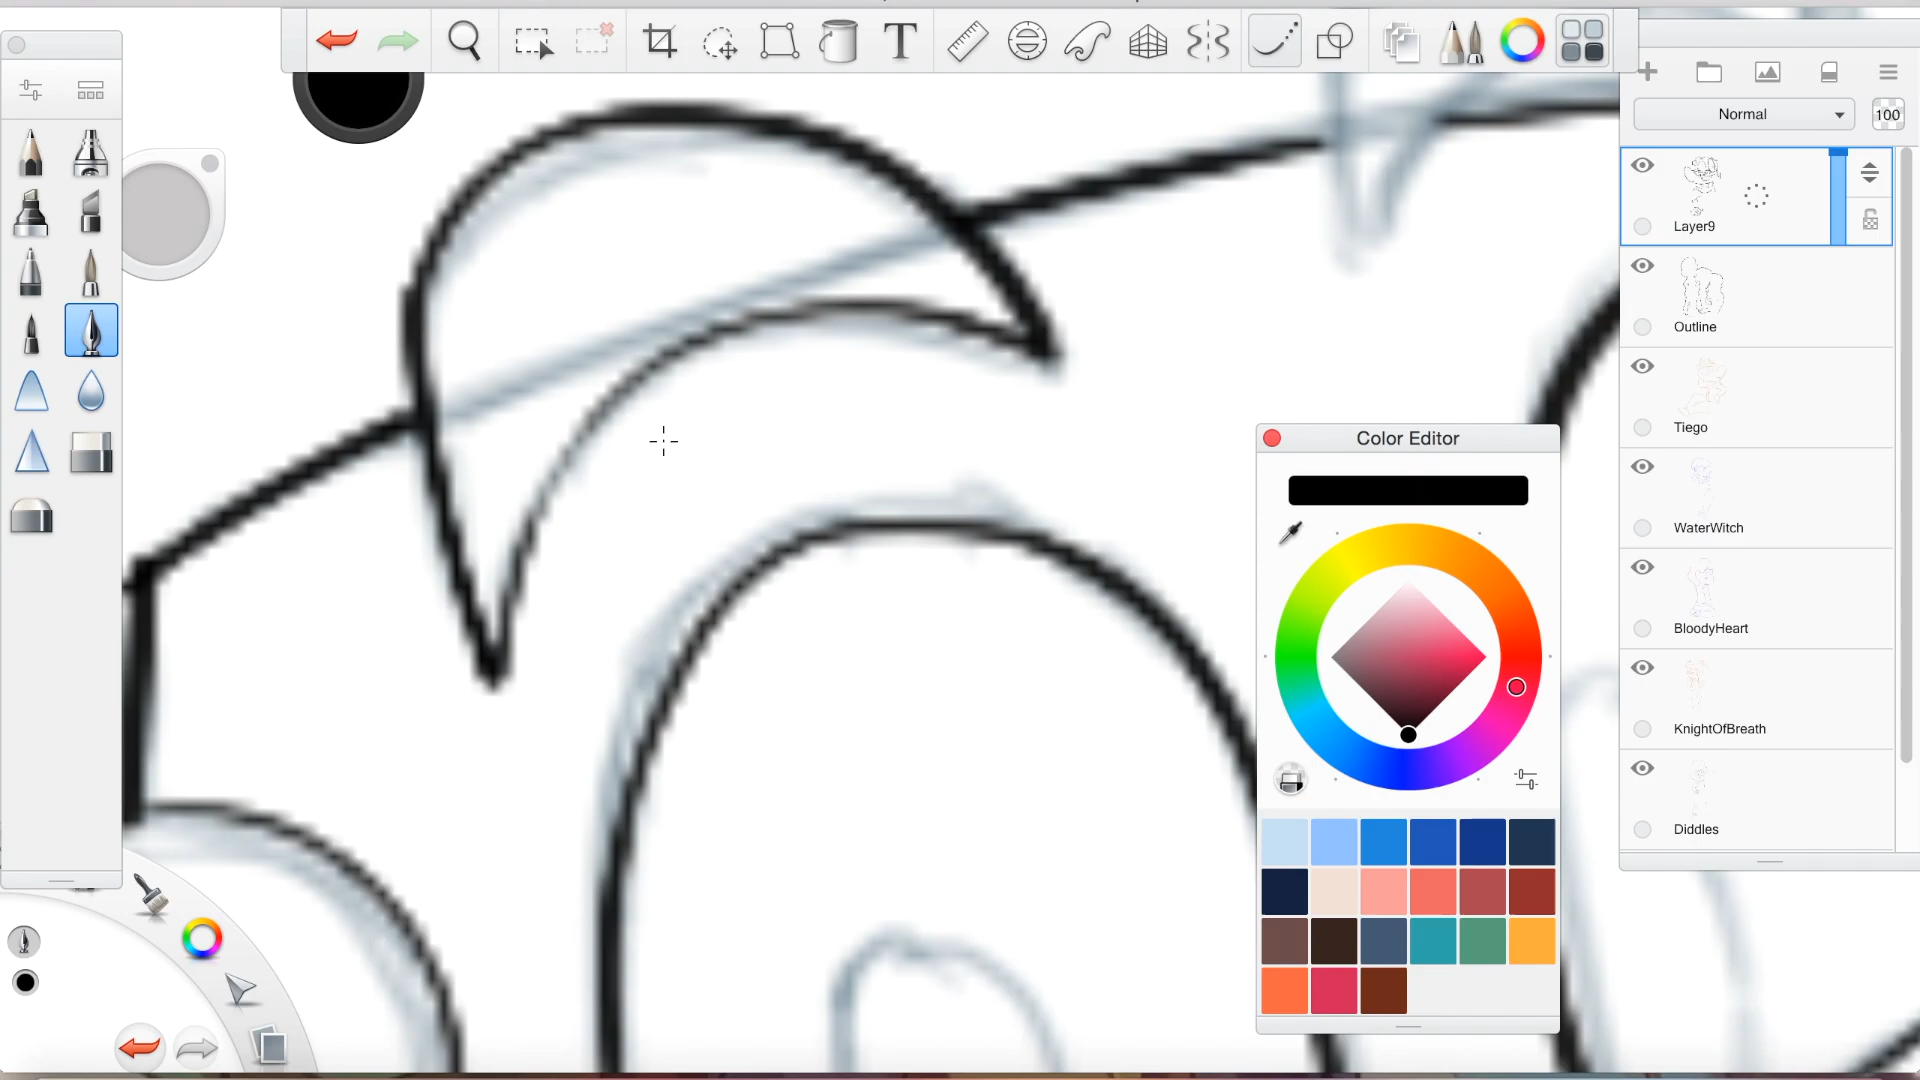 T
Normal
100
Layer9
Outline
Tiego
WaterWitch
BloodyHeart
KnightOfBreath
Diddles
Color Editor